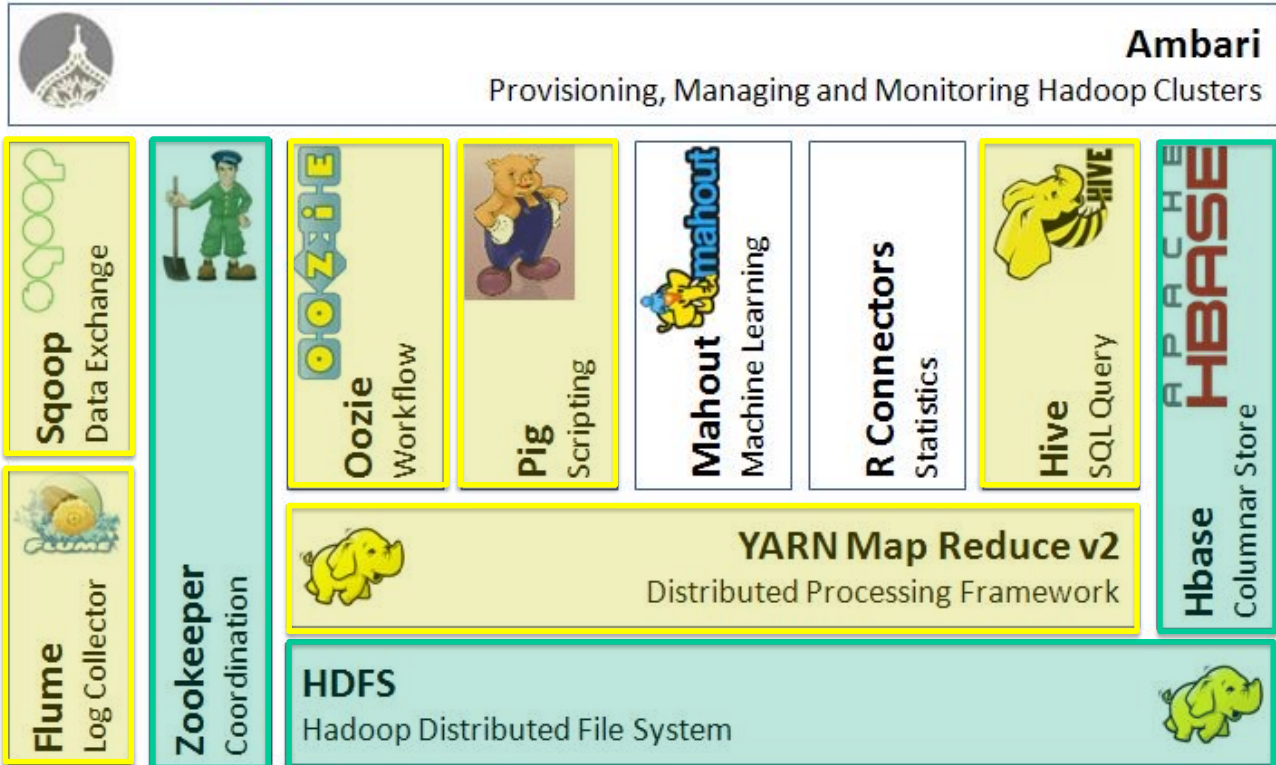 Ambari
Provisioning, Managing and Monitoring Hadoop Clusters
sqoop
Sqoop
Data Exchange
FLUME
Flume
Log Collector
Zookeeper
Coordination
OOZIE
Oozie
Workflow
Pig
Scripting
mahout
Mahout
Machine Learning
R Connectors
Statistics
HIVE
Hive
SQL Query
APACHE
HBASE
Hbase
Columnar Store
YARN Map Reduce v2
Distributed Processing Framework
HDFS
Hadoop Distributed File System